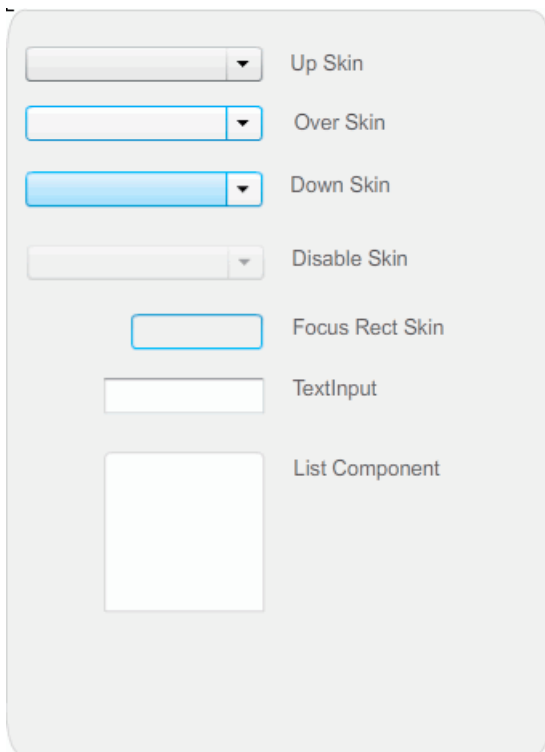 Up Skin
Over Skin
Down Skin
Disable Skin
Focus Rect Skin
TextInput
List Component